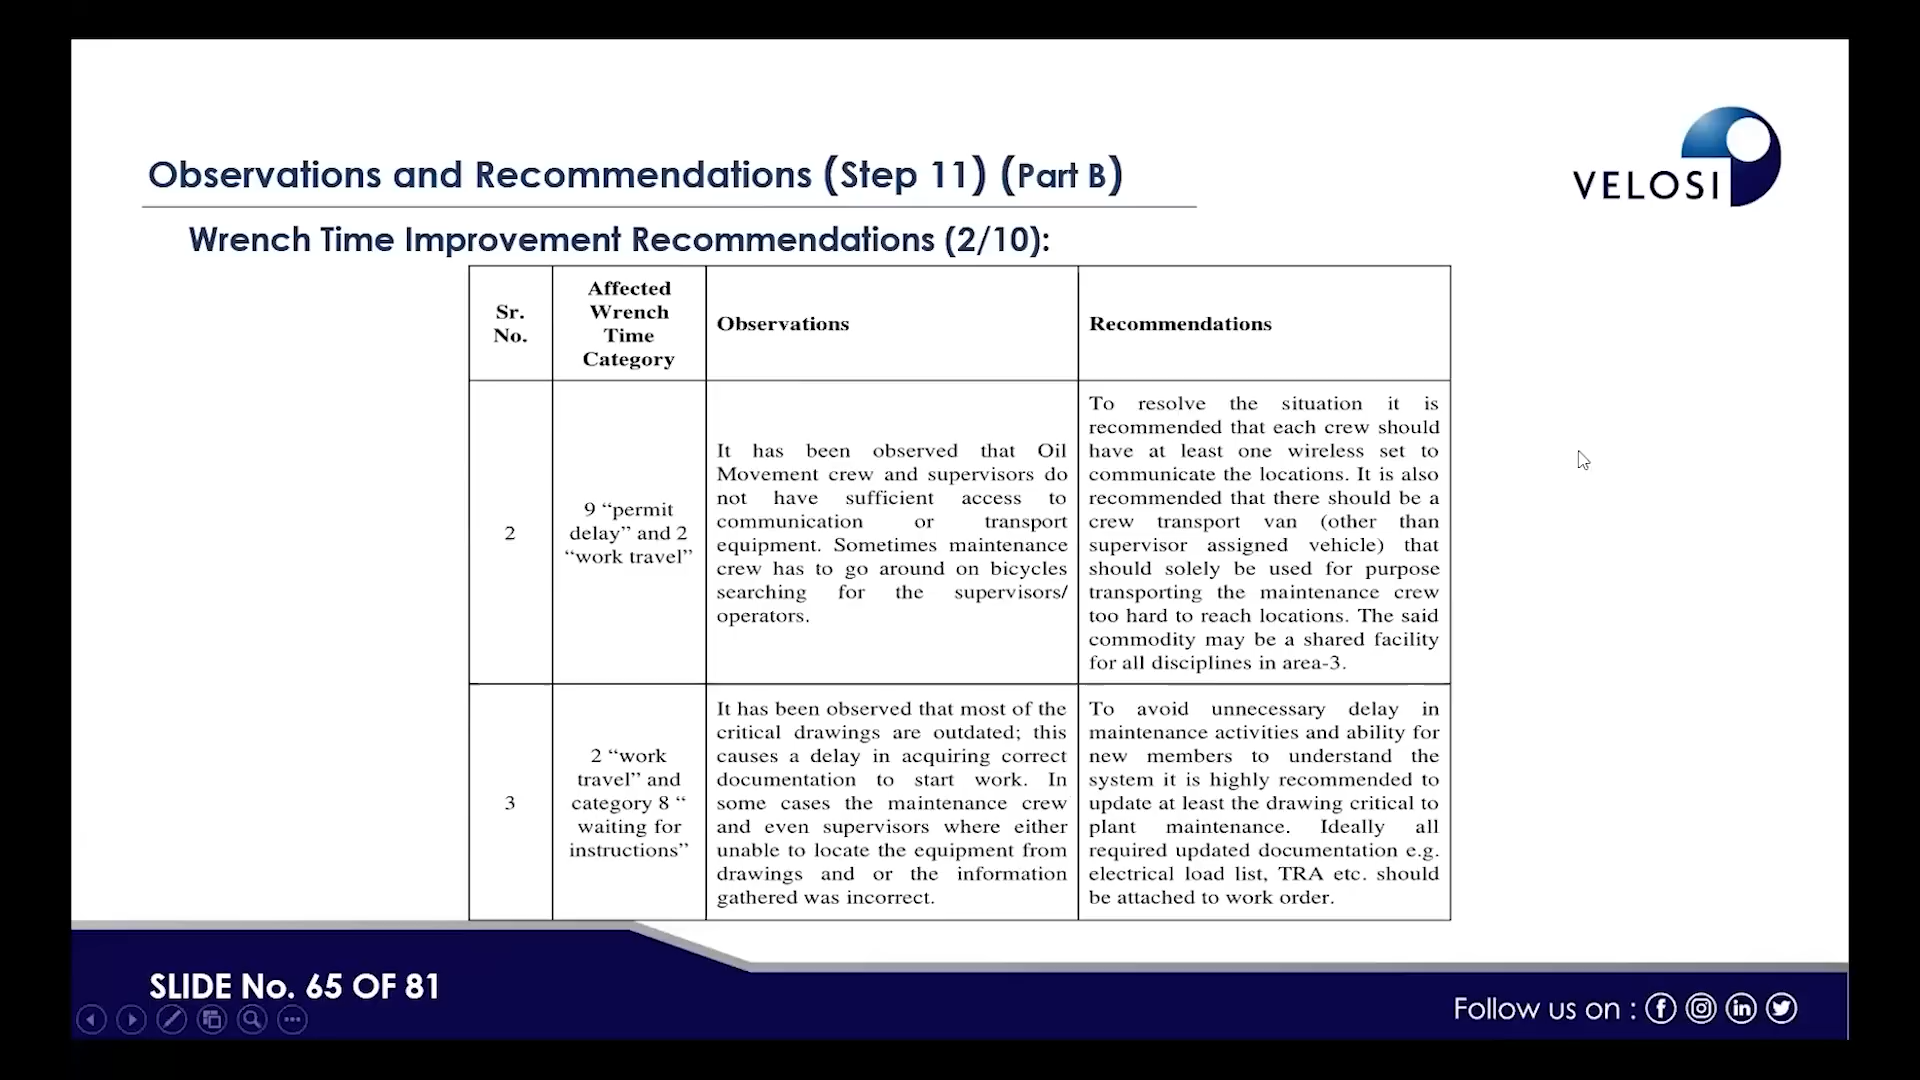 VELOSI
Observations and Recommendations (Step 11) (Part B)
Wrench Time Improvement Recommendations (2/10):
Sr.
No.
Affected
Wrench
Time
Category
Observations
Recommendations
2
9 “permit
delay” and 2
“work travel”
It has been observed that Oil
Movement crew and supervisors do
not have sufficient access to
communication or transport
equipment. Sometimes maintenance
crew has to go around on bicycles
searching for the supervisors/
operators.
To resolve the situation it is
recommended that each crew should
have at least one wireless set to
communicate the locations. It is also
recommended that there should be a
crew transport van (other than
supervisor assigned vehicle) that
should solely be used for purpose
transporting the maintenance crew
too hard to reach locations. The said
commodity may be a shared facility
for all disciplines in area-3.
3
2 “work
travel” and
category 8 “
waiting for
instructions”
It has been observed that most of the
critical drawings are outdated; this
causes a delay in acquiring correct
documentation to start work. In
some cases the maintenance crew
and even supervisors where either
unable to locate the equipment from
drawings and or the information
gathered was incorrect.
To avoid unnecessary delay in
maintenance activities and ability for
new members to understand the
system it is highly recommended to
update at least the drawing critical to
plant maintenance. Ideally all
required updated documentation e.g.
electrical load list, TRA etc. should
be attached to work order.
SLIDE No. 65 OF 81
Follow us on :